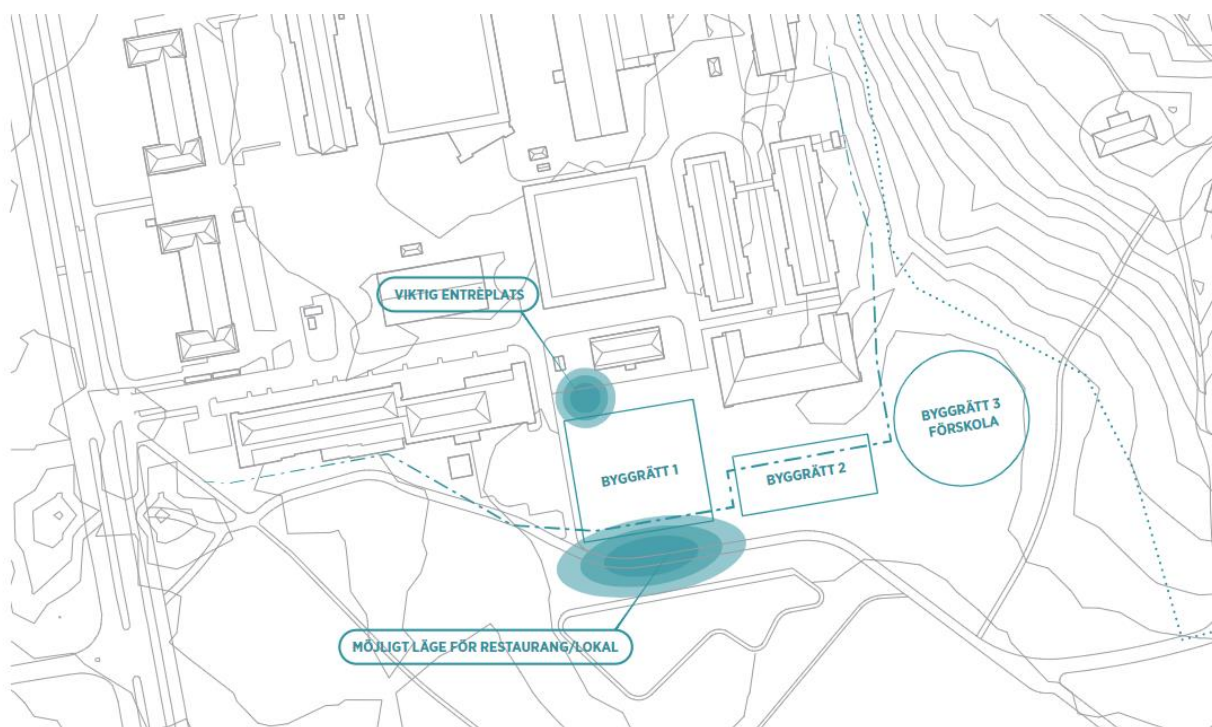 VIKTIG ENTRÉPLATS
BYGGRÄTT 1
BYGGRÄTT 2
BYGGRÄTT 3
FÖRSKOLA
MÖJLIGT LÄGE FÖR RESTAURANG/LOKAL